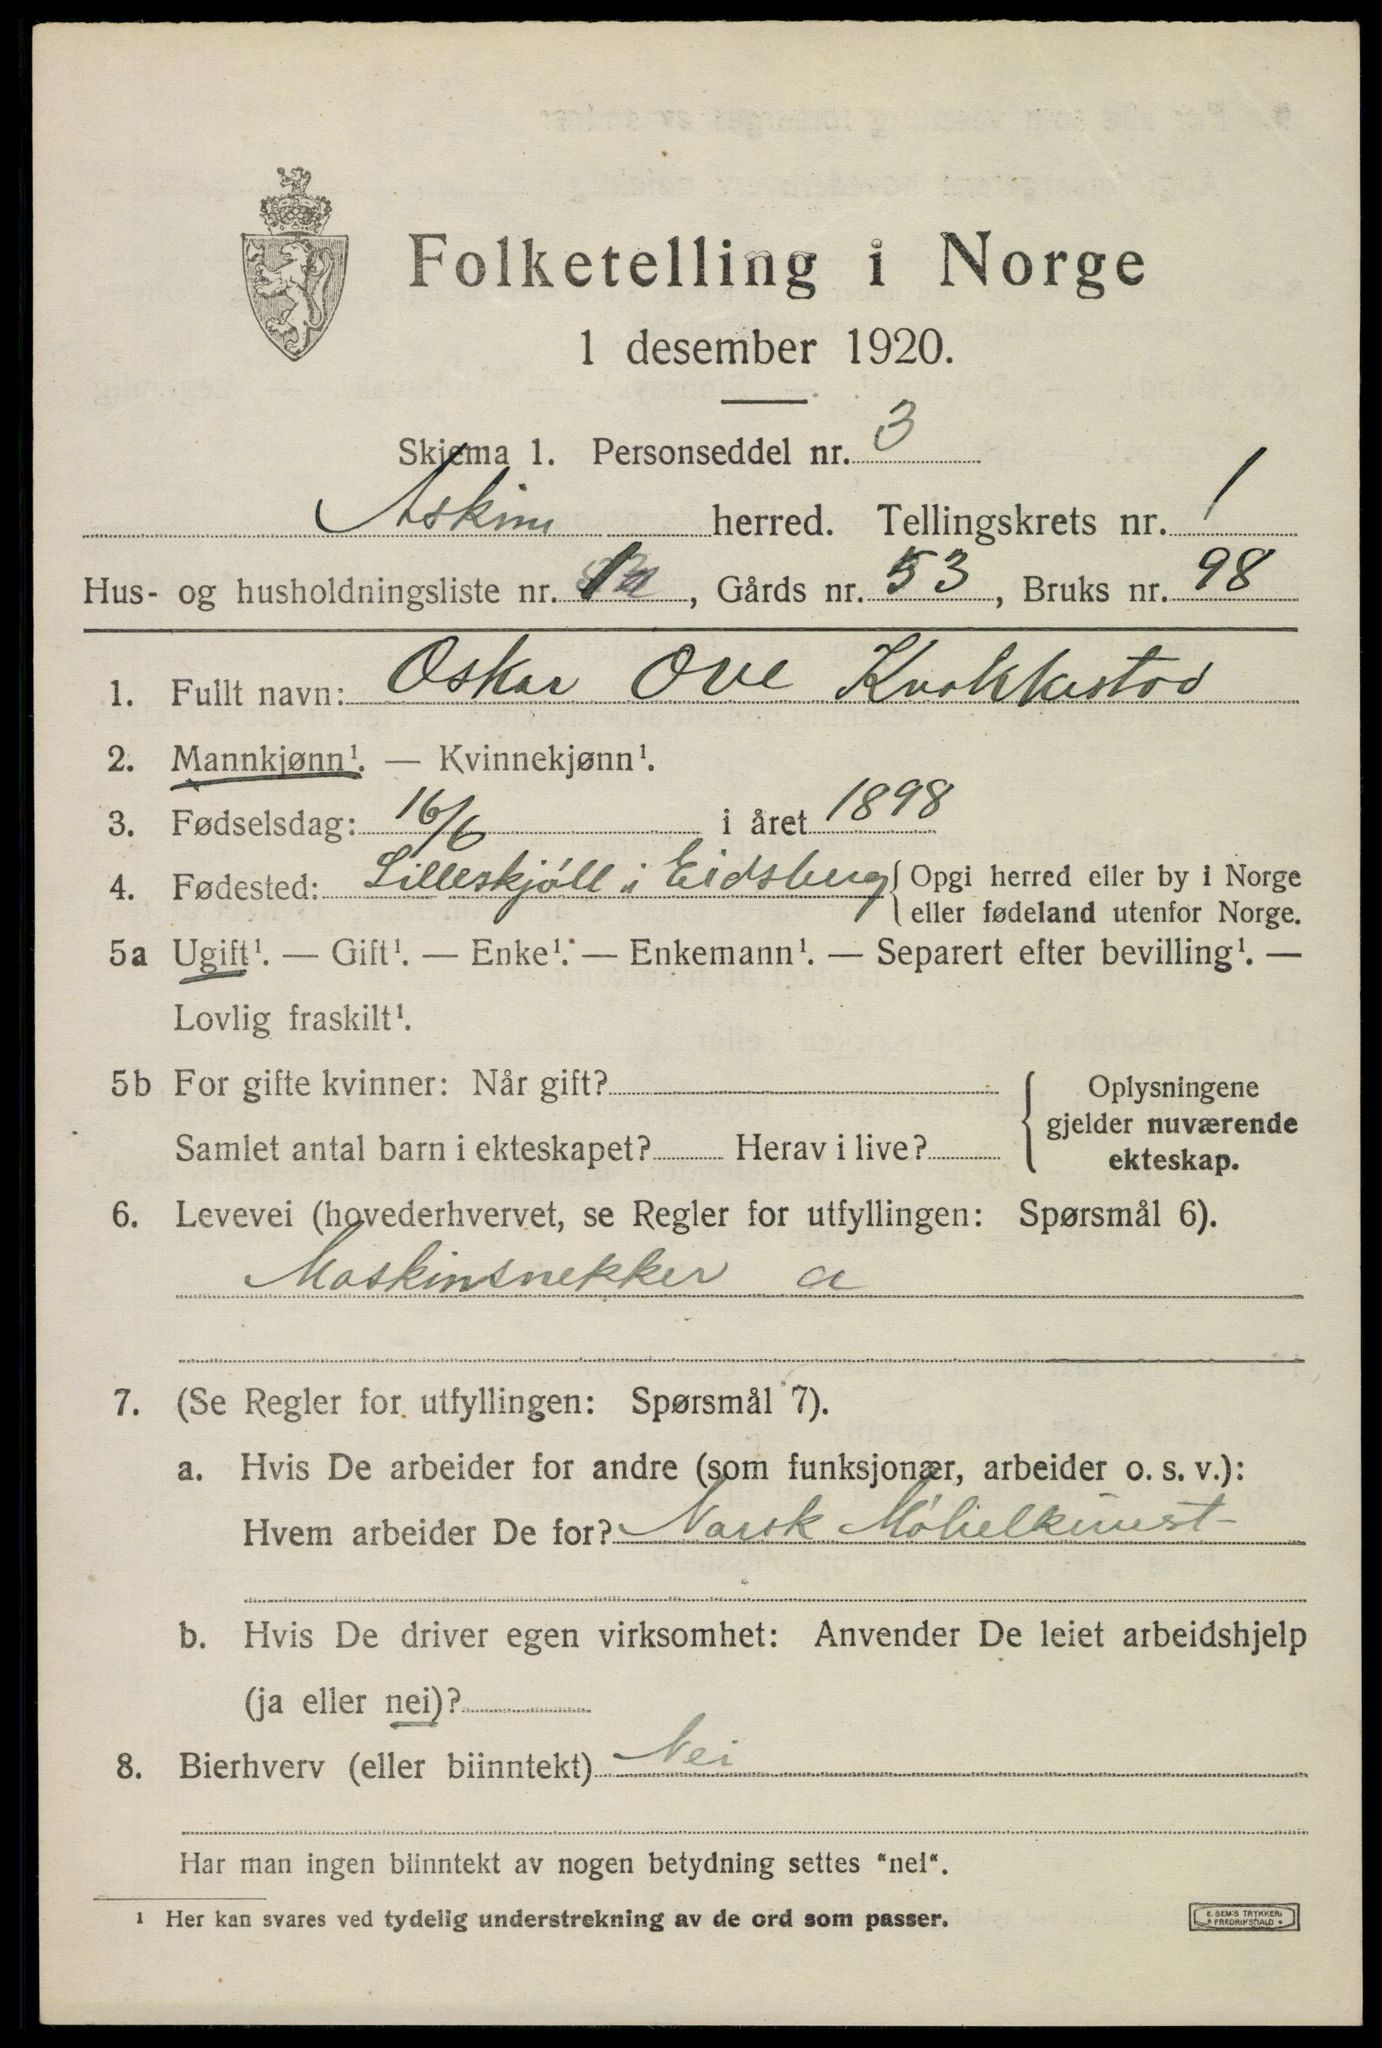 Folketelling i Norge
1 desember 1920.
Skjema 1. Personseddel nr. 3
Askim herred. Tellingskrets nr. 1
Hus- og husholdningsliste nr. , Gårds nr. 53, Bruks nr. 98
1. Fullt navn: Oskar Ove Kvakkestad
2. Mannkjønn¹. — Kvinnekjønn¹.
3. Fødselsdag: 16/6 i året 1898
4. Fødested: Lilleskjóll i Eidsberg { Opgi herred eller by i Norge
eller fødeland utenfor Norge.
5a Ugift¹. — Gift¹. — Enke¹. — Enkemann¹. — Separert efter bevilling¹. —
Lovlig fraskilt¹.
5b For gifte kvinner: Når gift? { Oplysningene
gjelder nuværende
Samlet antal barn i ekteskapet? Herav i live? ekteskap.
6. Levevei (hovederhvervet, se Regler for utfyllingen: Spørsmål 6).
Maskinsnekker a
7. (Se Regler for utfyllingen: Spørsmål 7).
a. Hvis De arbeider for andre (som funksjonær, arbeider o. s. v.):
Hvem arbeider De for? Norsk Móbelkunst
b. Hvis De driver egen virksomhet: Anvender De leiet arbeidshjelp
(ja eller nei)?
8. Bierhverv (eller biinntekt) Nei
Har man ingen biinntekt av nogen betydning settes "nei".
¹ Her kan svares ved tydelig understrekning av de ord som passer.
E. SEM'S TRYKKERI
* FREDRIKSHALD *